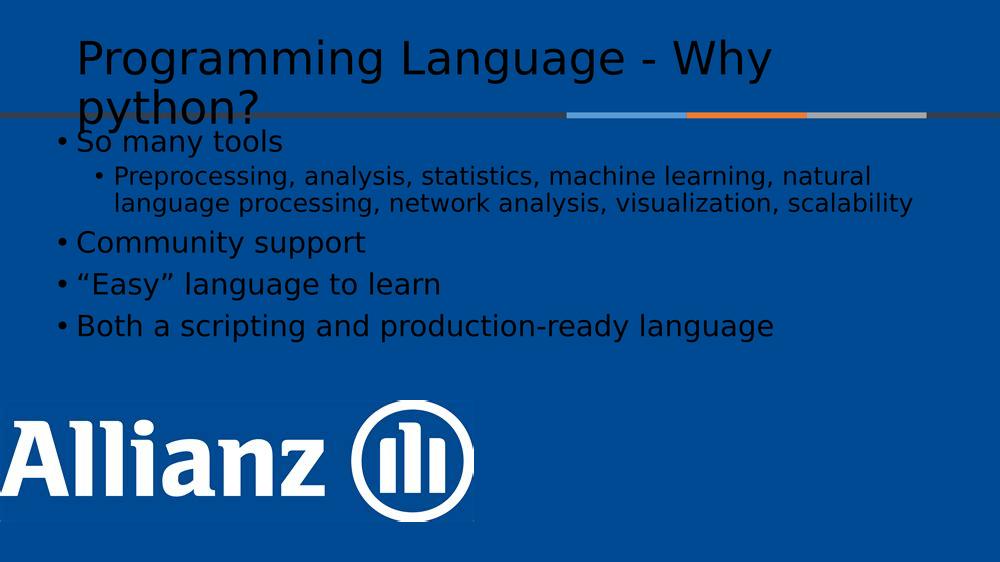 Programming Language - Why
python?
• So many tools
• Preprocessing, analysis, statistics, machine learning, natural
language processing, network analysis, visualization, scalability
• Community support
• “Easy” language to learn
• Both a scripting and production-ready language
Allianz